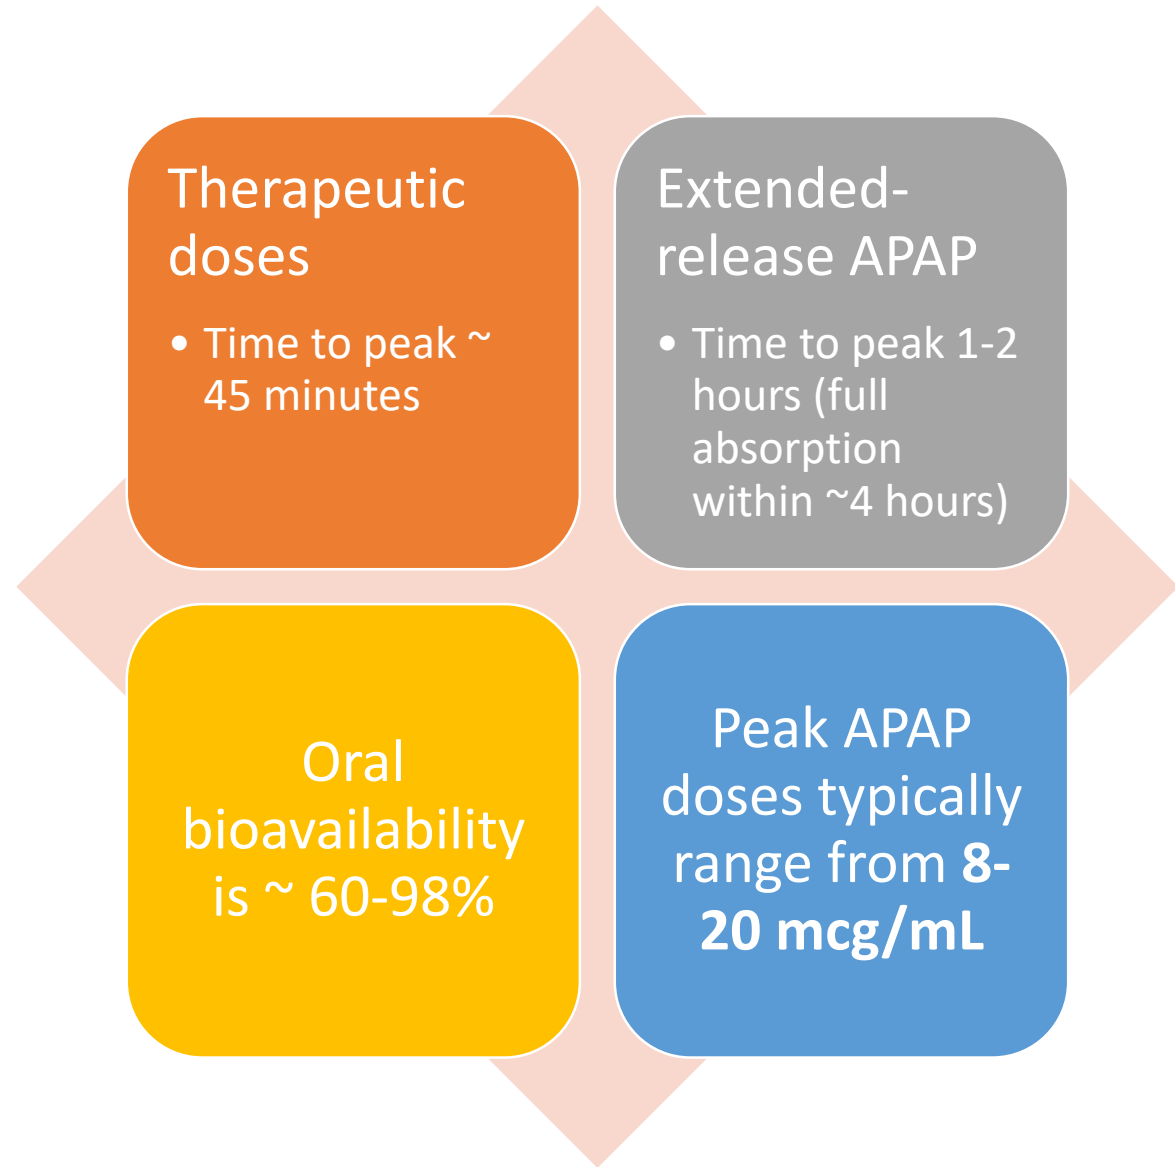 Therapeutic
doses
• Time to peak ~
45 minutes
Extended-
release APAP
• Time to peak 1-2
hours (full
absorption
within ~4 hours)
Oral
bioavailability
is ~ 60-98%
Peak APAP
doses typically
range from 8-
20 mcg/mL